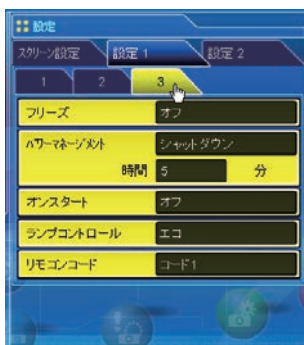 設定
スクリーン設定 設定 1 設定 2
1 2 3
フリーズ オフ
パワーマネージメント シャットダウン
時間 5 分
オンスタート オフ
ランプコントロール エコ
リモコンコード コード1